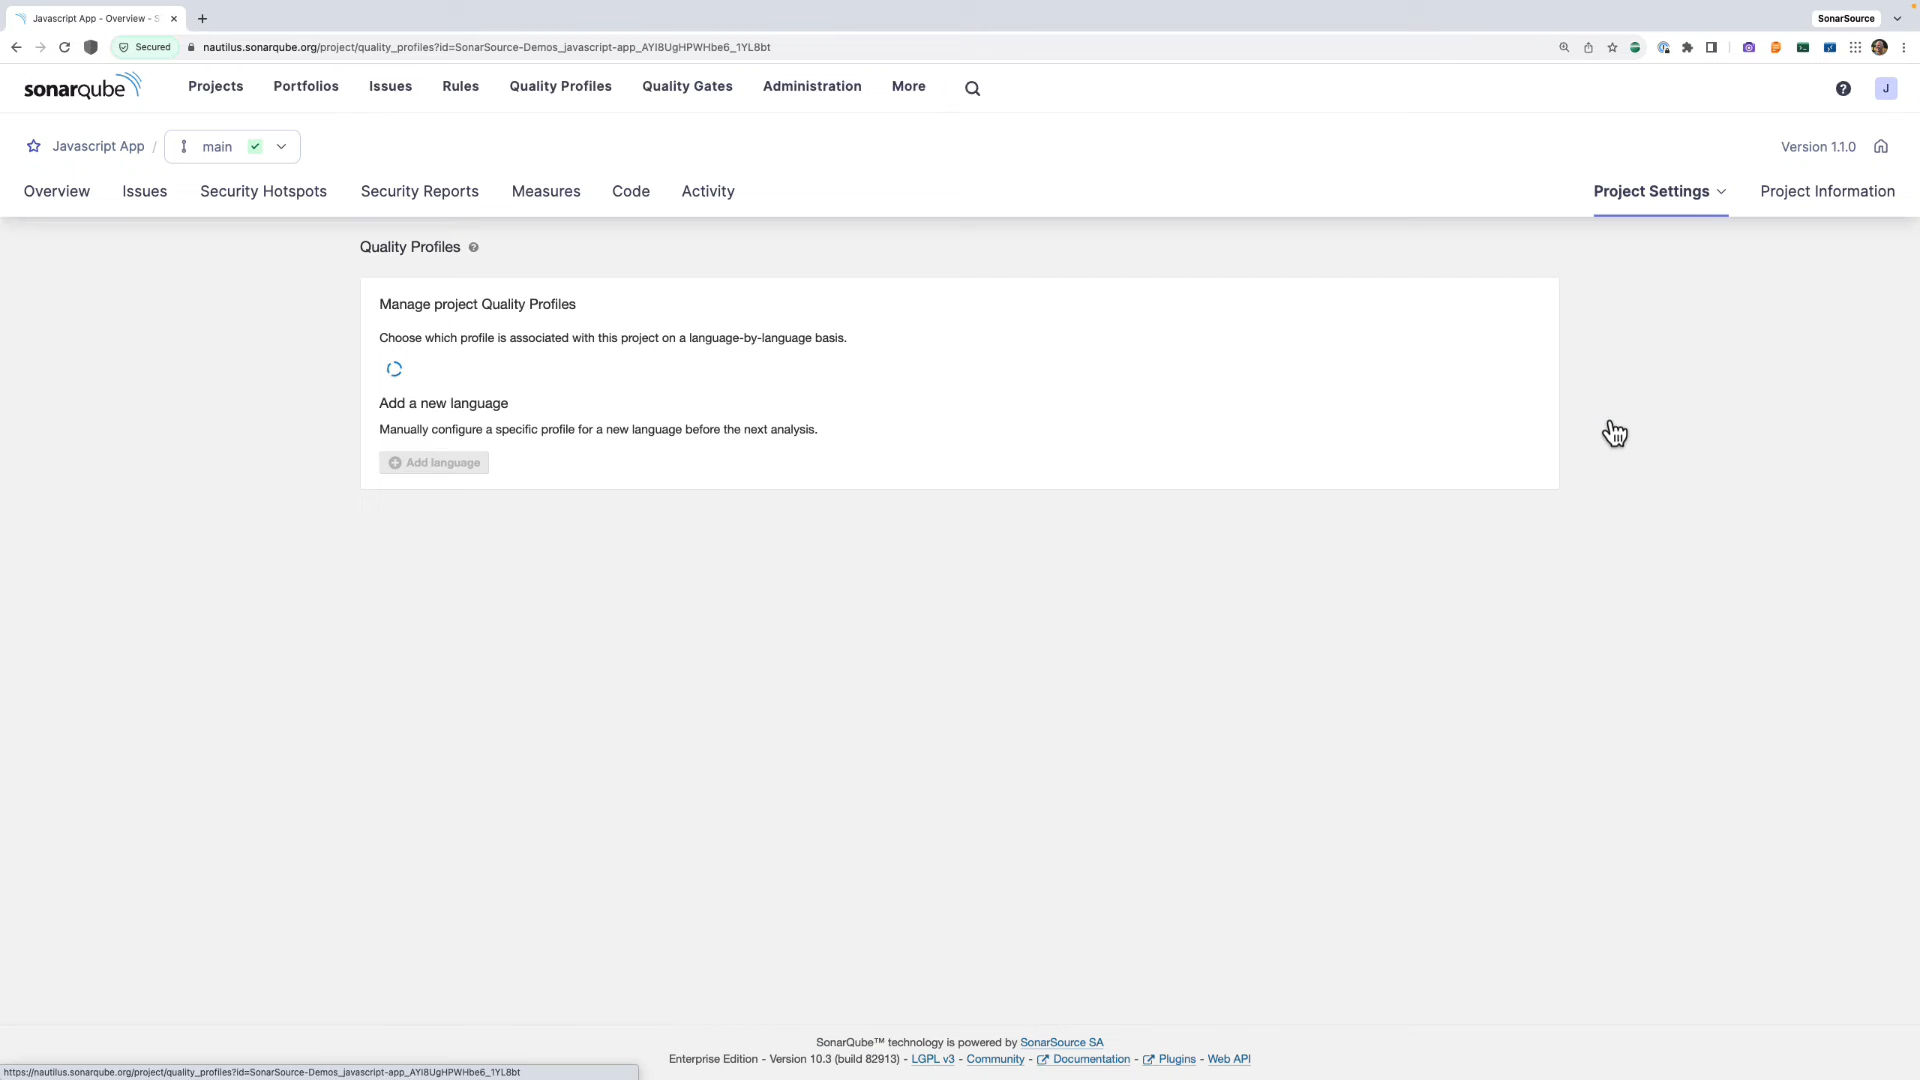 Javascript App - Overview - S
SonarSource
Secured
nautilus.sonarqube.org/project/quality_profiles?id=SonarSource-Demos_javascript-app_AYI8UgHPWHbe6_1YL8bt
sonarqube
Projects
Portfolios
Issues
Rules
Quality Profiles
Quality Gates
Administration
More
J
Javascript App /
main
Version 1.1.0
Overview
Issues
Security Hotspots
Security Reports
Measures
Code
Activity
Project Settings
Project Information
Quality Profiles
Manage project Quality Profiles
Choose which profile is associated with this project on a language-by-language basis.
Add a new language
Manually configure a specific profile for a new language before the next analysis.
Add language
SonarQube™ technology is powered by SonarSource SA
Enterprise Edition - Version 10.3 (build 82913) - LGPL v3 - Community - Documentation - Plugins - Web API
https://nautilus.sonarqube.org/project/quality_profiles?id=SonarSource-Demos_javascript-app_AYI8UgHPWHbe6_1YL8bt